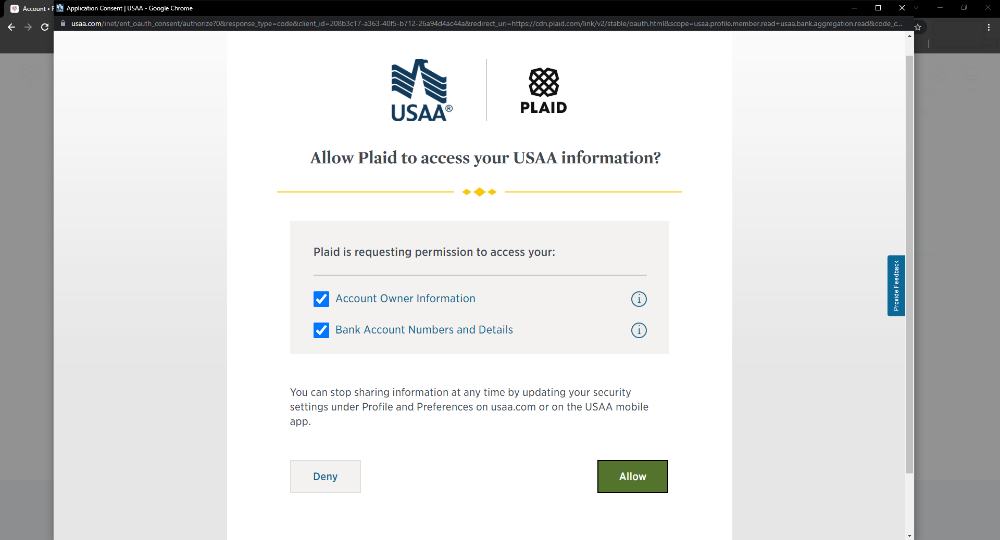 Account •
Application Consent | USAA - Google Chrome
usaa.com/inet/ent_oauth_consent/authorize?0&response_type=code&client_id=208b3c17-a363-40f5-b712-26a94d4ac44a&redirect_uri=https://cdn.plaid.com/link/v2/stable/oauth.html&scope=usaa.profile.member.read+usaa.bank.aggregation.read&code_c...
USAA®
PLAID
Allow Plaid to access your USAA information?
Plaid is requesting permission to access your:
Account Owner Information
Bank Account Numbers and Details
Provide Feedback
You can stop sharing information at any time by updating your security
settings under Profile and Preferences on usaa.com or on the USAA mobile
app.
Deny
Allow